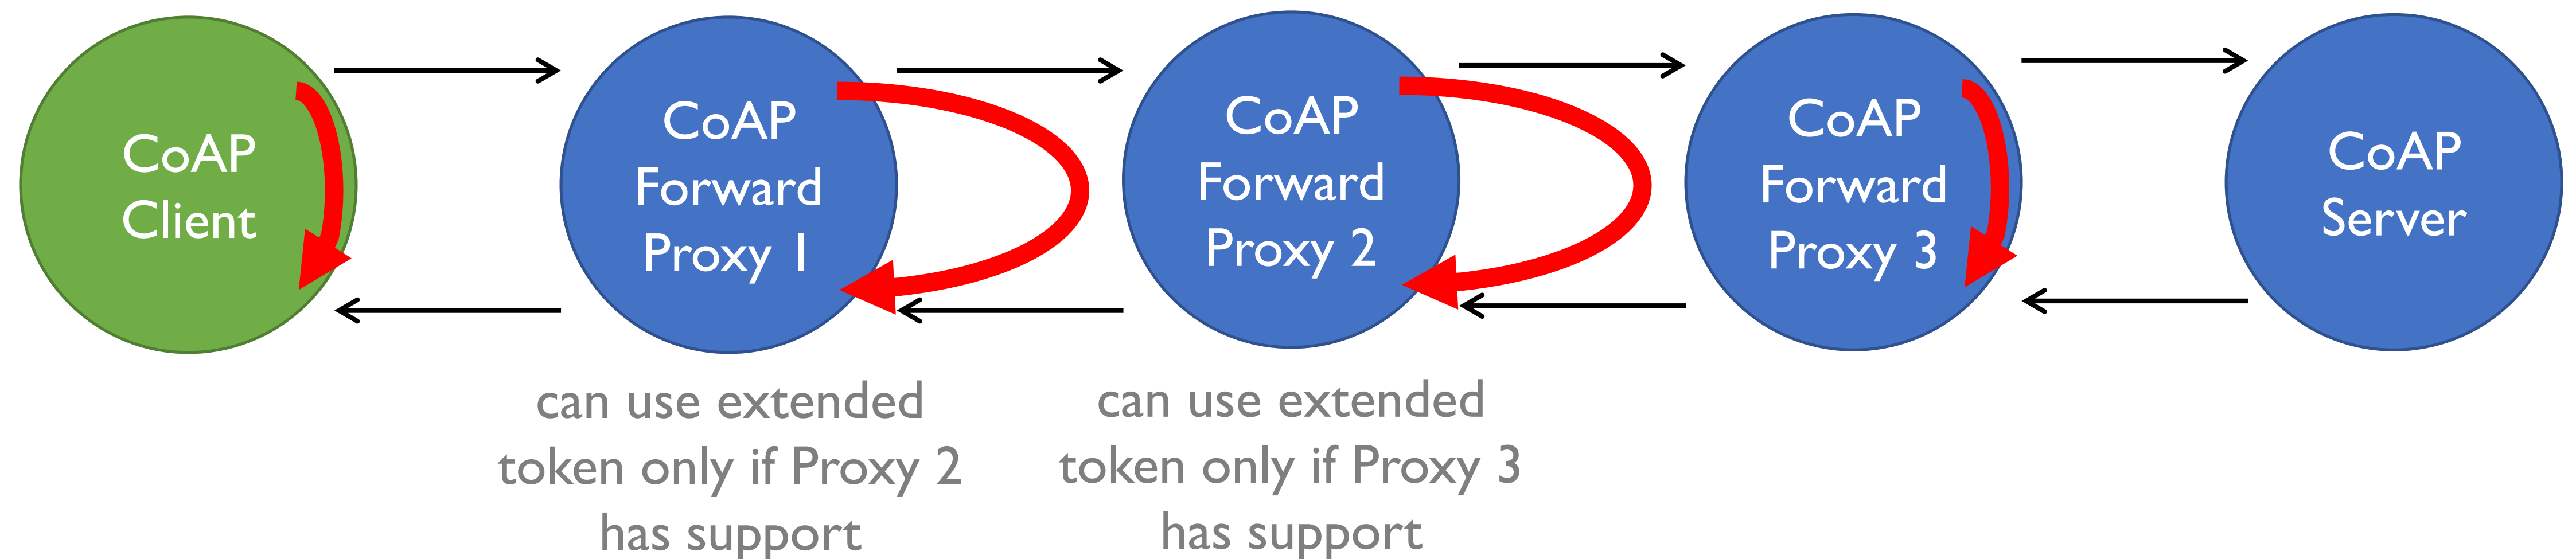 CoAP
Client
CoAP
Forward
Proxy 1
CoAP
Forward
Proxy 2
CoAP
Forward
Proxy 3
CoAP
Server
can use extended
token only if Proxy 2
has support
can use extended
token only if Proxy 3
has support